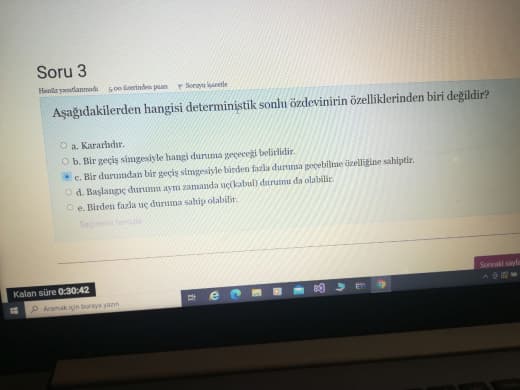 Soru 3
Henüz yanıtlanmadı 5,00 üzerinden puan Soruyu işaretle
Aşağıdakilerden hangisi deterministik sonlu özdevinirin özelliklerinden biri değildir?
a. Kararlıdır.
b. Bir geçiş simgesiyle hangi duruma geçeceği belirlidir.
c. Bir durumdan bir geçiş simgesiyle birden fazla duruma geçebilme özelliğine sahiptir.
d. Başlangıç durumu aynı zamanda uç(kabul) durumu da olabilir.
e. Birden fazla uç duruma sahip olabilir.
Seçimimi temizle
Sonraki sayfa
Kalan süre 0:30:42
Aramak için buraya yazın